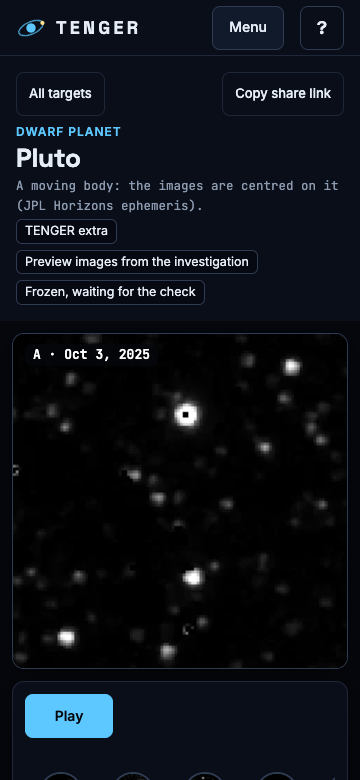 TENGER
Menu
?
All targets
Copy share link
DWARF PLANET
Pluto
A moving body: the images are centred on it
(JPL Horizons ephemeris).
TENGER extra
Preview images from the investigation
Frozen, waiting for the check
A · Oct 3, 2025
Play